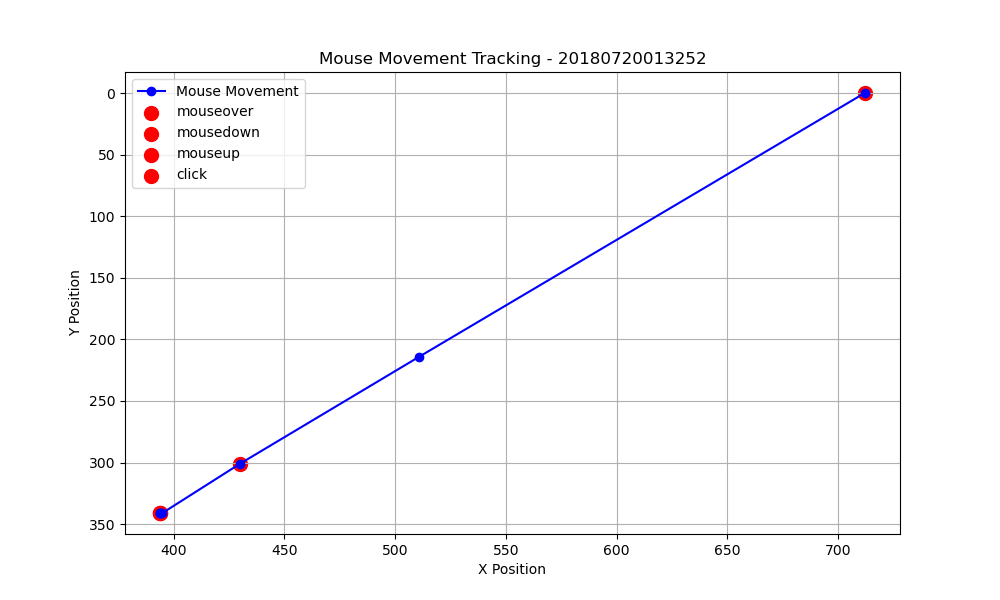 Mouse Movement Tracking - 20180720013252
Mouse Movement
mouseover
mousedown
mouseup
click
0
50
100
150
200
250
300
350
Y Position
400
450
500
550
600
650
700
X Position